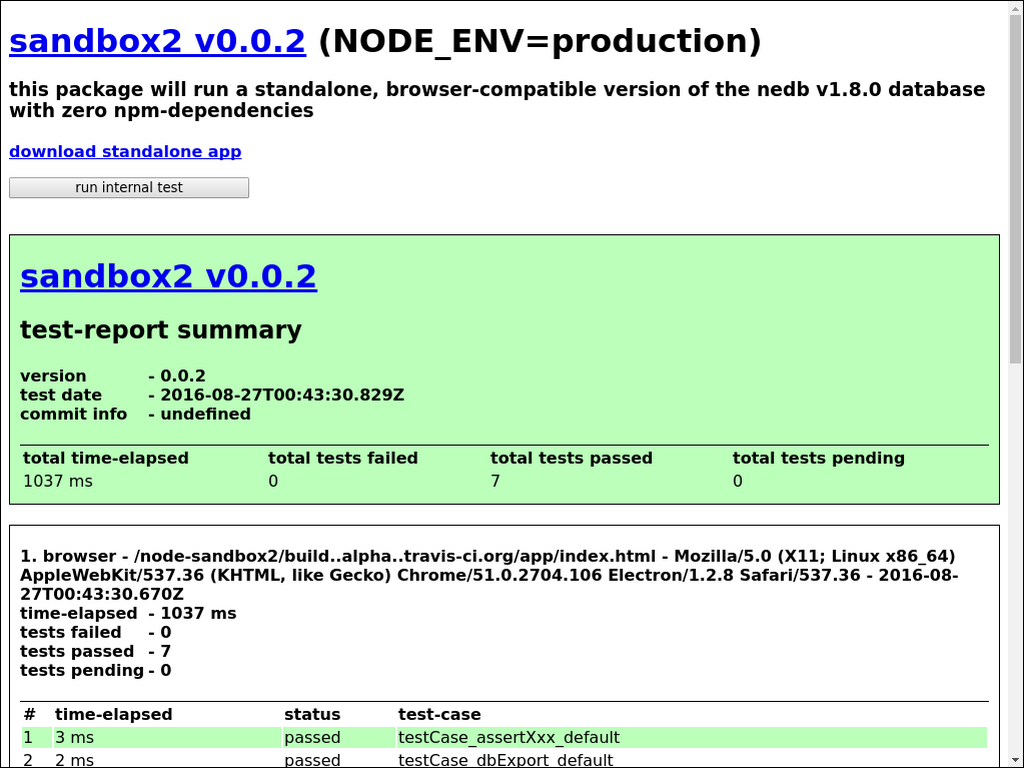 sandbox2 v0.0.2 (NODE_ENV=production)
this package will run a standalone, browser-compatible version of the nedb v1.8.0 database
with zero npm-dependencies
download standalone app
run internal test
sandbox2 v0.0.2
test-report summary
version - 0.0.2
test date - 2016-08-27T00:43:30.829Z
commit info - undefined
total time-elapsed total tests failed total tests passed total tests pending
1037 ms 0 7 0
1. browser - /node-sandbox2/build..alpha..travis-ci.org/app/index.html - Mozilla/5.0 (X11; Linux x86_64)
AppleWebKit/537.36 (KHTML, like Gecko) Chrome/51.0.2704.106 Electron/1.2.8 Safari/537.36 - 2016-08-
27T00:43:30.670Z
time-elapsed - 1037 ms
tests failed - 0
tests passed - 7
tests pending - 0
# time-elapsed status test-case
1 3 ms passed testCase_assertXxx_default
2 2 ms passed testCase_dbExport_default